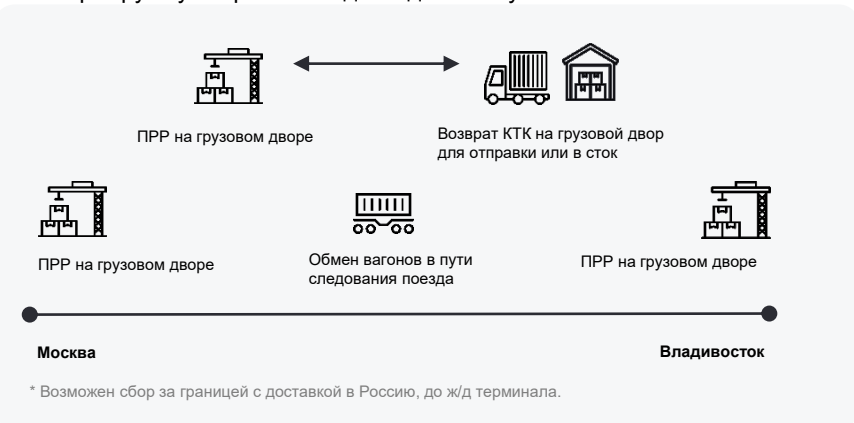 ПРР на грузовом дворе
Возврат КТК на грузовой двор
для отправки или в сток
ПРР на грузовом дворе
Обмен вагонов в пути
следования поезда
ПРР на грузовом дворе
Москва
Владивосток
* Возможен сбор за границей с доставкой в Россию, до ж/д терминала.